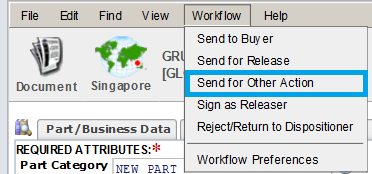 File Edit Find View Workflow Help
Send to Buyer
Send for Release
Send for Other Action
Sign as Releaser
Reject/Return to Dispositioner
Workflow Preferences
Document Singapore
GRU
[GL
Part/Business Data
REQUIRED ATTRIBUTES:*
Part Category NEW PART